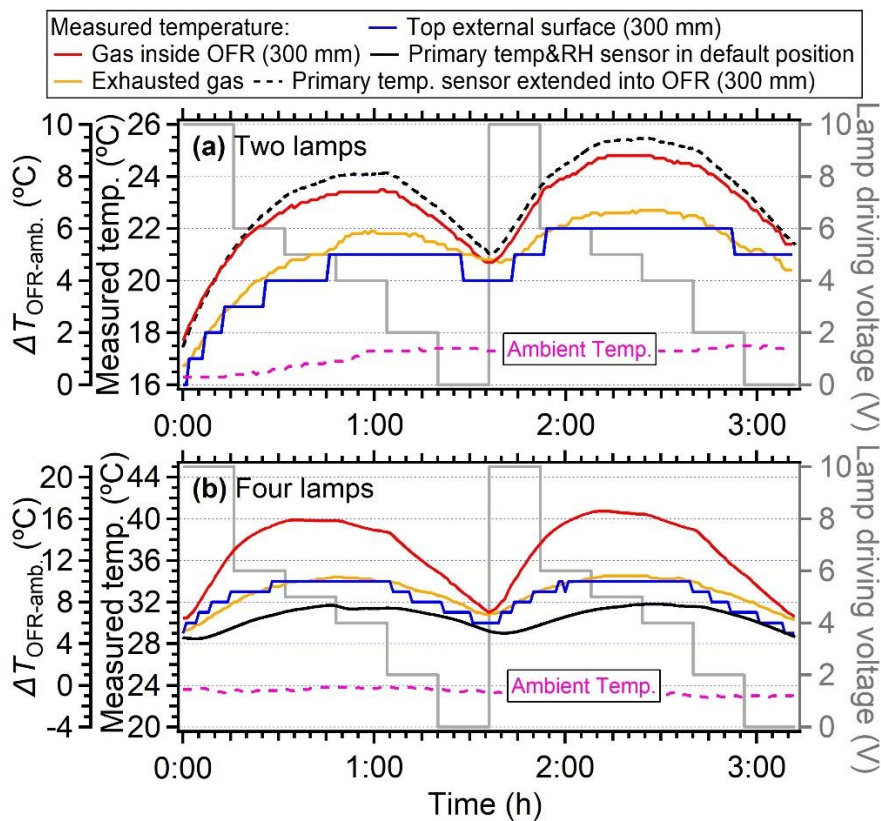 Measured temperature: Top external surface (300 mm)
Gas inside OFR (300 mm) Primary temp&RH sensor in default position
Exhausted gas Primary temp. sensor extended into OFR (300 mm)
(a) Two lamps
ΔT OFR-amb. (ºC)
10
8
6
4
2
0
Measured temp. (ºC)
26
24
22
20
18
16
Ambient Temp.
10
8
6
4
2
0
Lamp driving voltage (V)
0:00 1:00 2:00 3:00
(b) Four lamps
ΔT OFR-amb. (ºC)
20
16
12
8
4
0
-4
Measured temp. (ºC)
44
40
36
32
28
24
20
Ambient Temp.
10
8
6
4
2
0
Lamp driving voltage (V)
0:00 1:00 2:00 3:00
Time (h)